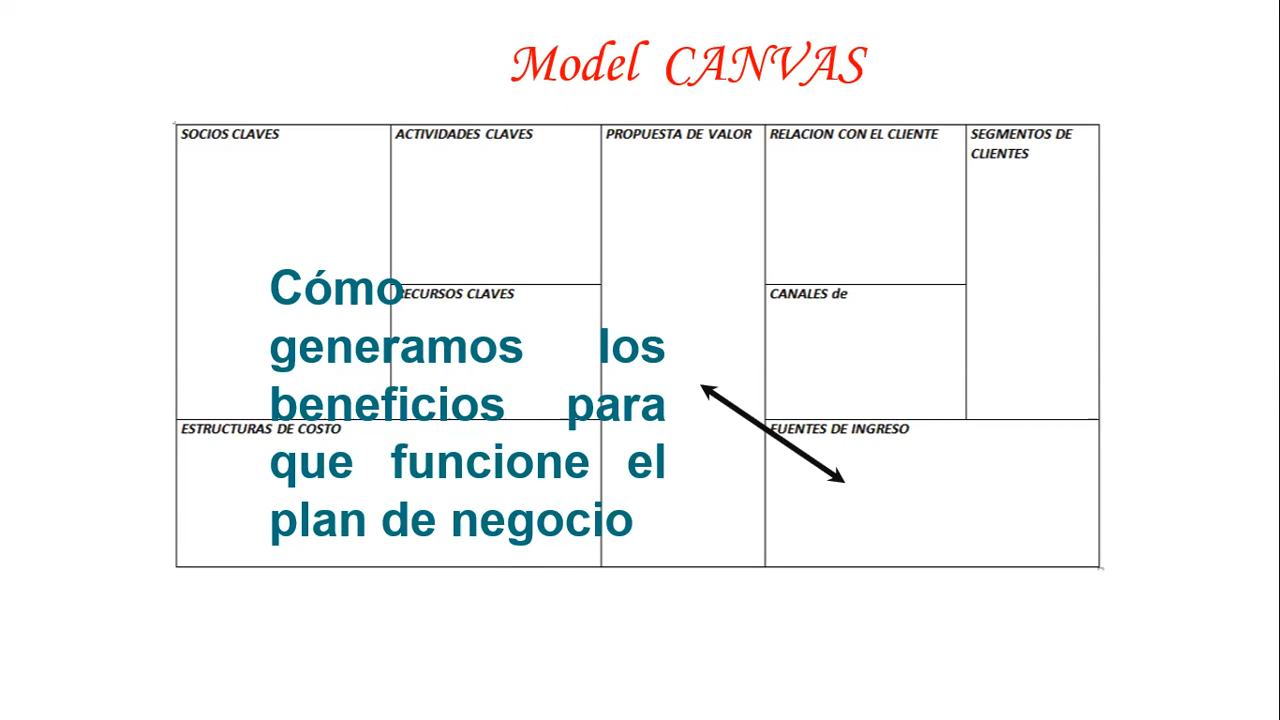 Model CANVAS
SOCIOS CLAVES
ACTIVIDADES CLAVES
PROPUESTA DE VALOR
RELACION CON EL CLIENTE
SEGMENTOS DE
CLIENTES
RECURSOS CLAVES
CANALES de
ESTRUCTURAS DE COSTO
FUENTES DE INGRESO
Cómo
generamos los
beneficios para
que funcione el
plan de negocio